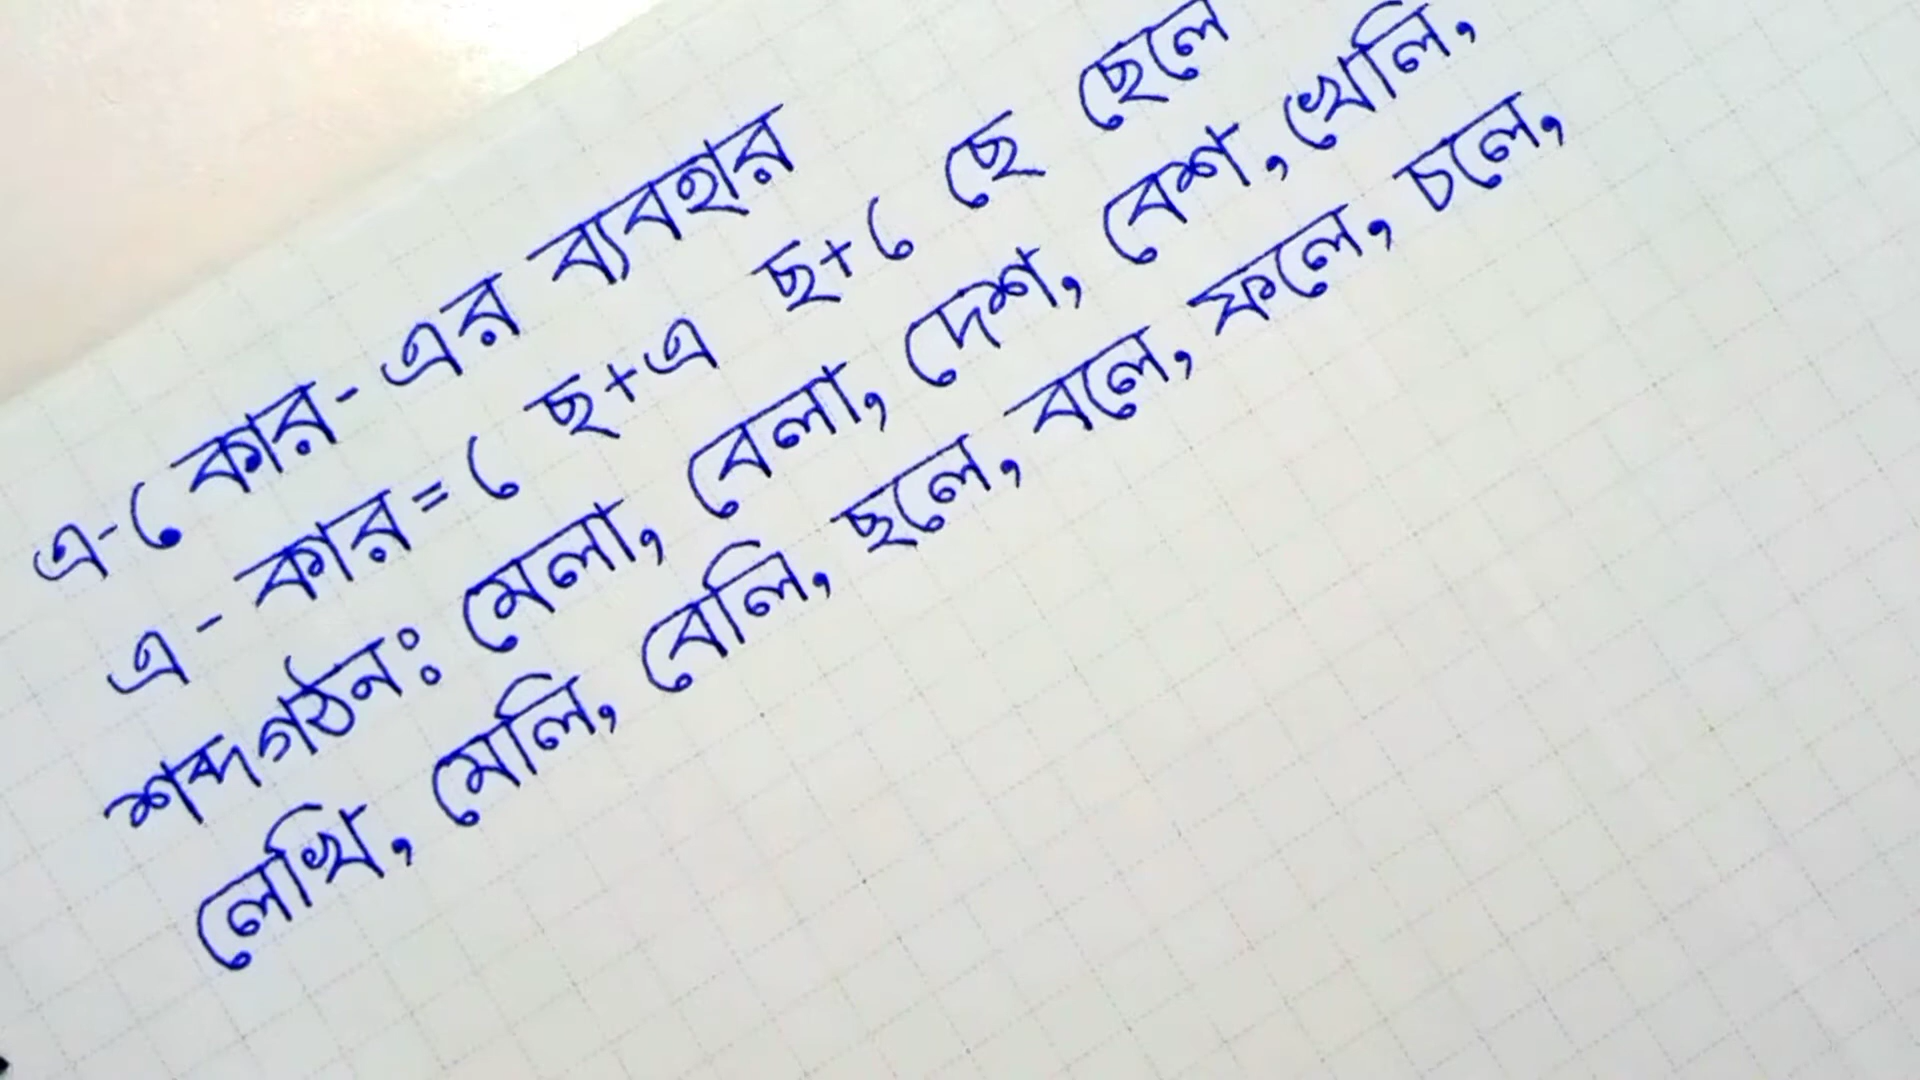 এ-ে কার-এর ব্যবহার
এ-কার=ে ছ+এ ছ+ে ছে ছেলে
শব্দগঠনঃ মেলা, বেলা, দেশ, বেশ, খেলি,
লেখি, মেলি, বেলি, ছলে, বলে, ফলে, চলে,